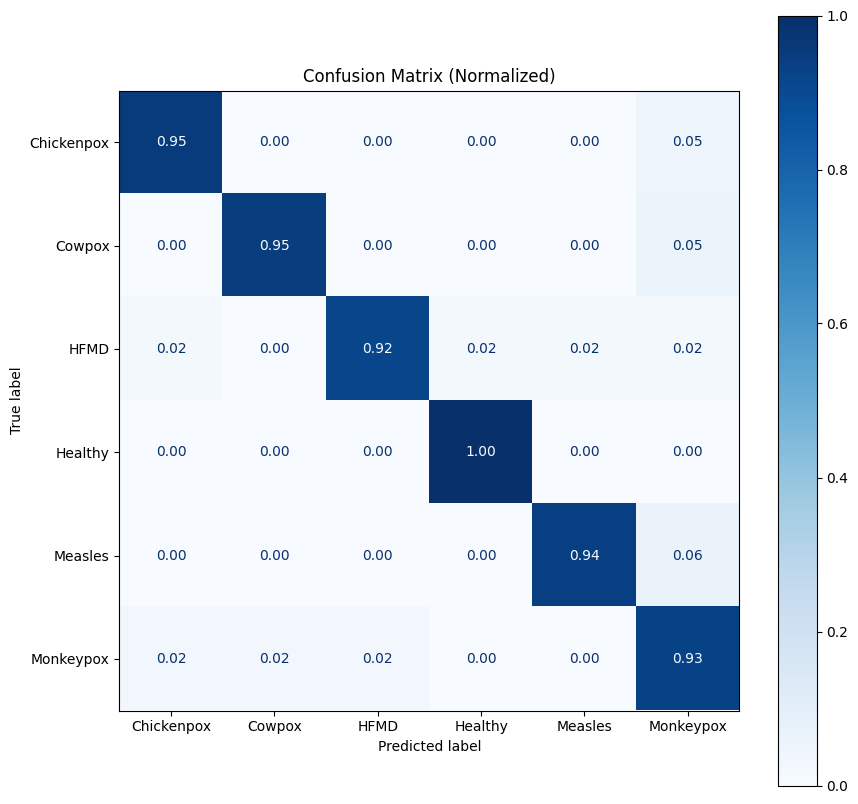 Confusion Matrix (Normalized)
1.0
0.8
0.6
0.4
0.2
0.0
True label
Chickenpox 0.95 0.00 0.00 0.00 0.00 0.05
Cowpox 0.00 0.95 0.00 0.00 0.00 0.05
HFMD 0.02 0.00 0.92 0.02 0.02 0.02
Healthy 0.00 0.00 0.00 1.00 0.00 0.00
Measles 0.00 0.00 0.00 0.00 0.94 0.06
Monkeypox 0.02 0.02 0.02 0.00 0.00 0.93
Chickenpox Cowpox HFMD Healthy Measles Monkeypox
Predicted label